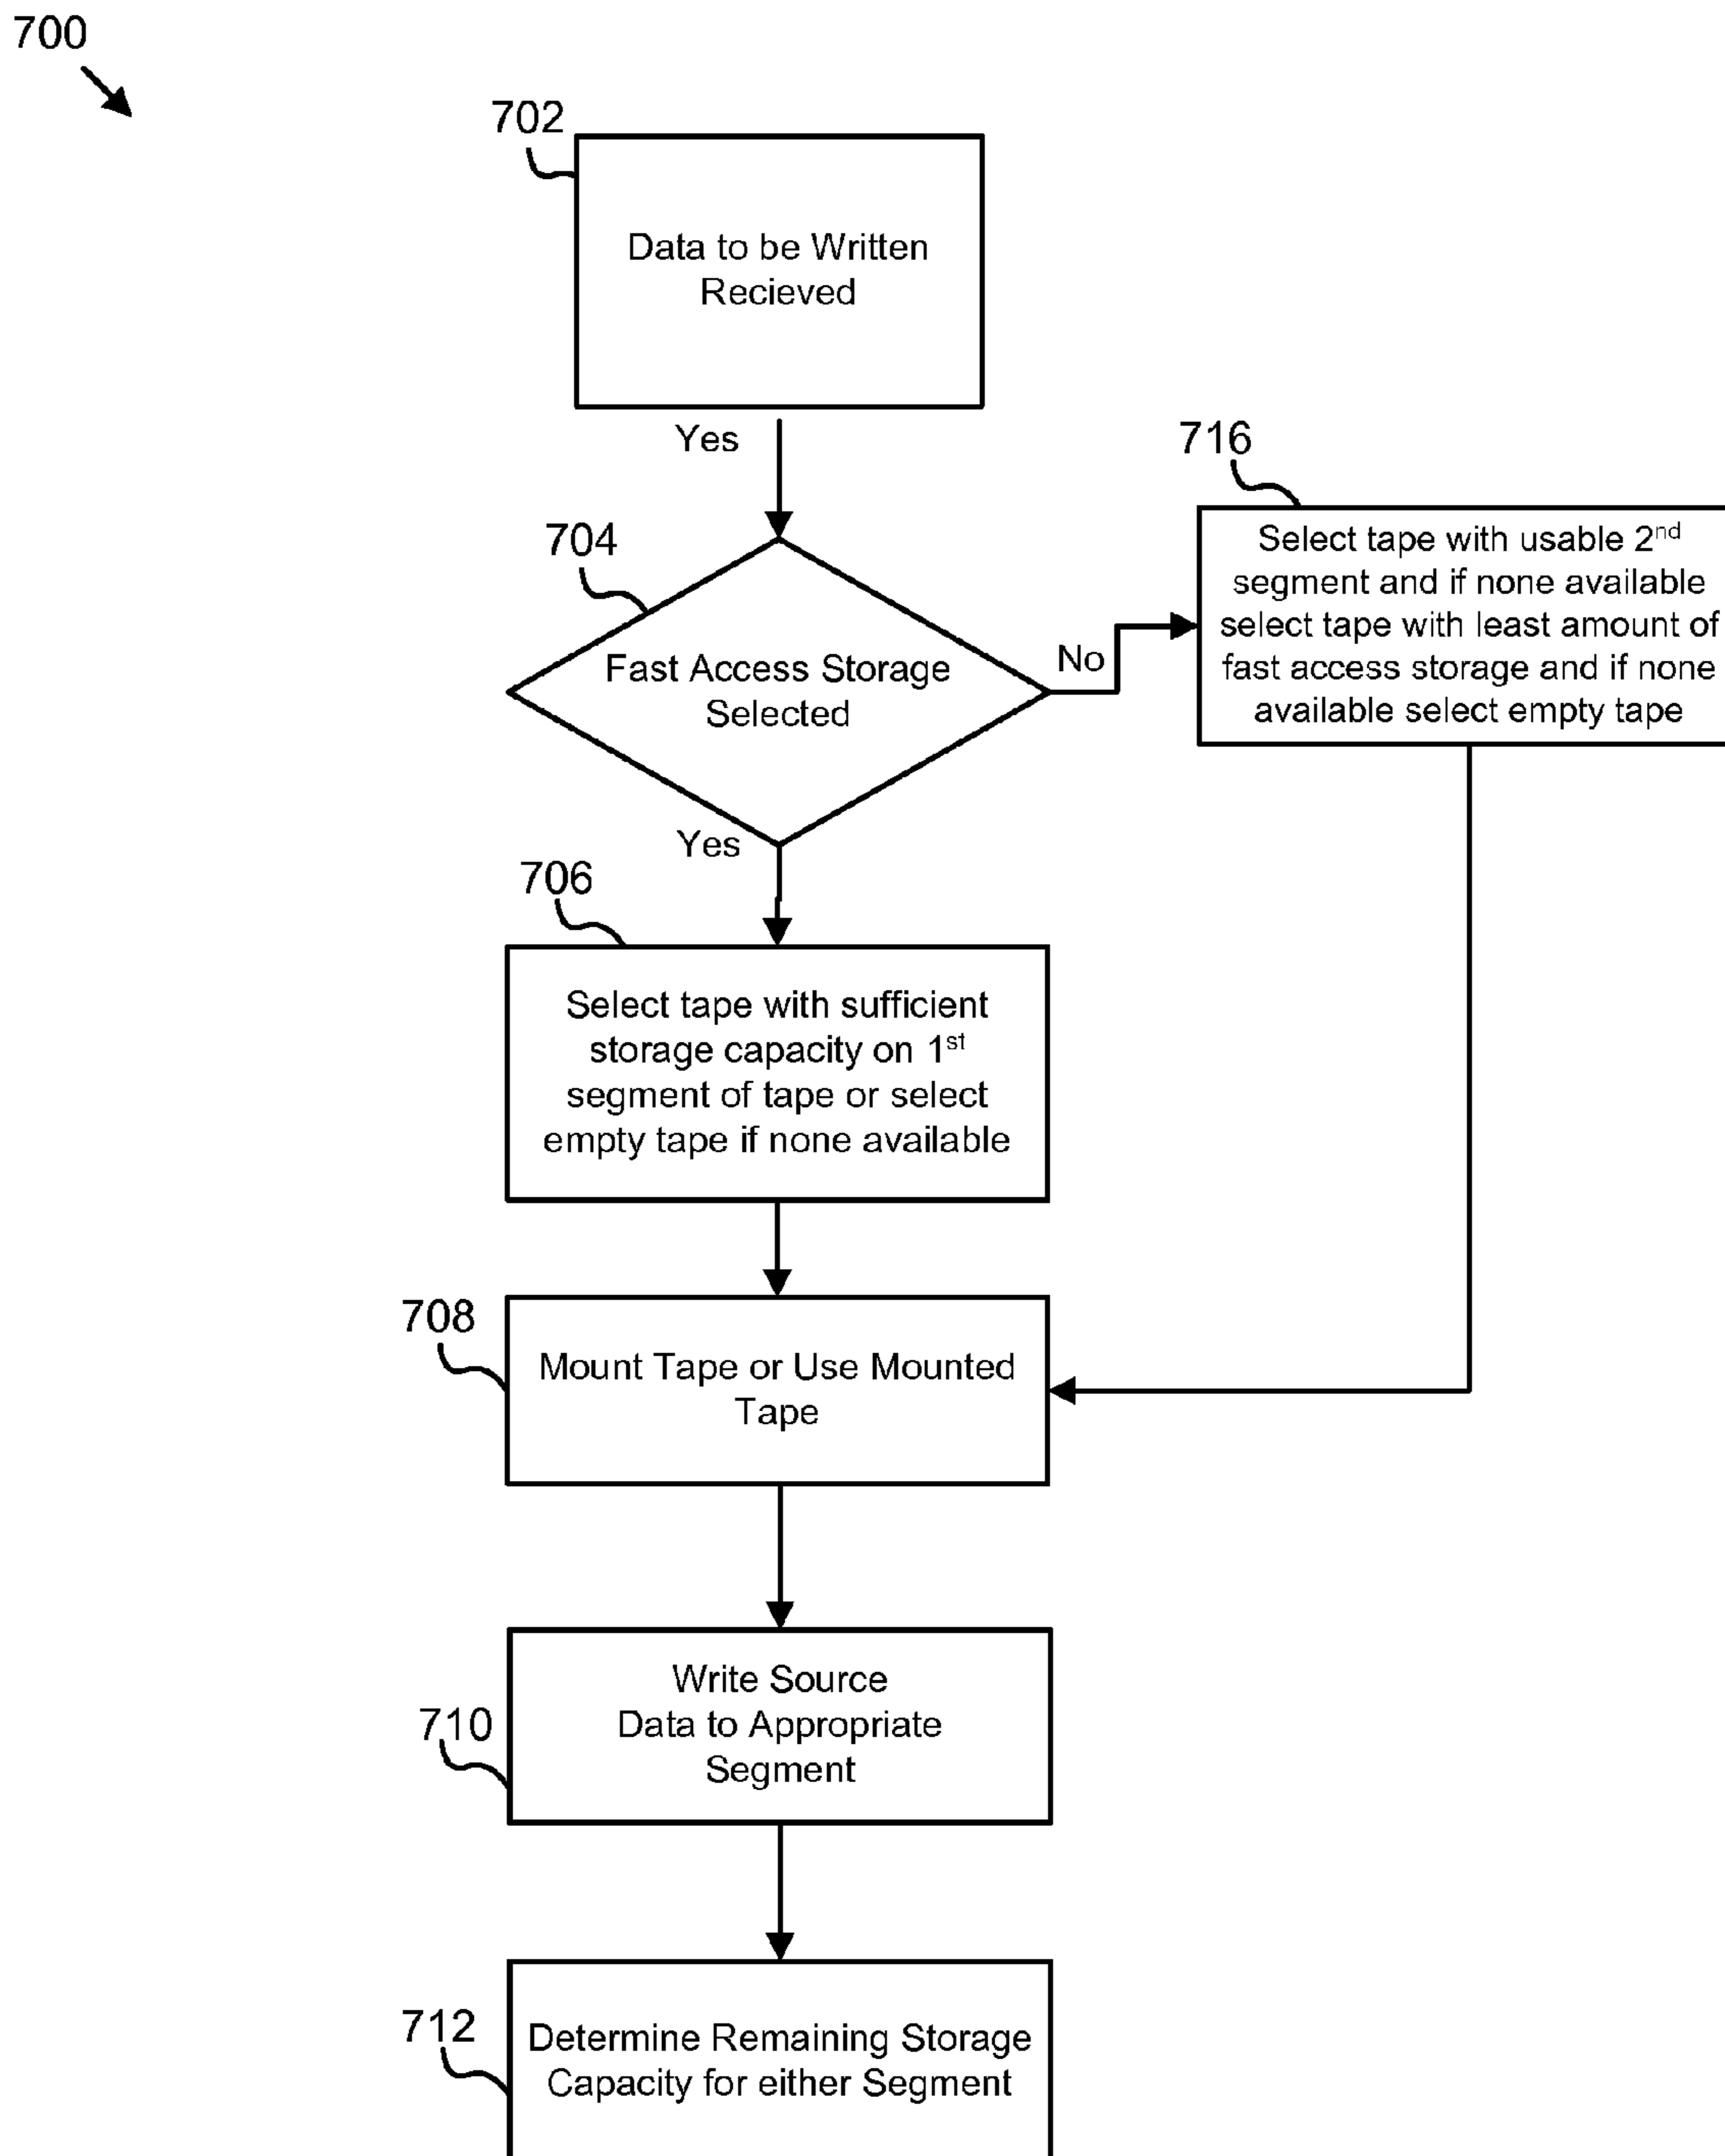 700
702
Data to be Written
Recieved
Yes
716
Select tape with usable 2nd
segment and if none available
select tape with least amount of
fast access storage and if none
available select empty tape
704
Fast Access Storage
Selected
No
Yes
706
Select tape with sufficient
storage capacity on 1st
segment of tape or select
empty tape if none available
708
Mount Tape or Use Mounted
Tape
710
Write Source
Data to Appropriate
Segment
712
Determine Remaining Storage
Capacity for either Segment